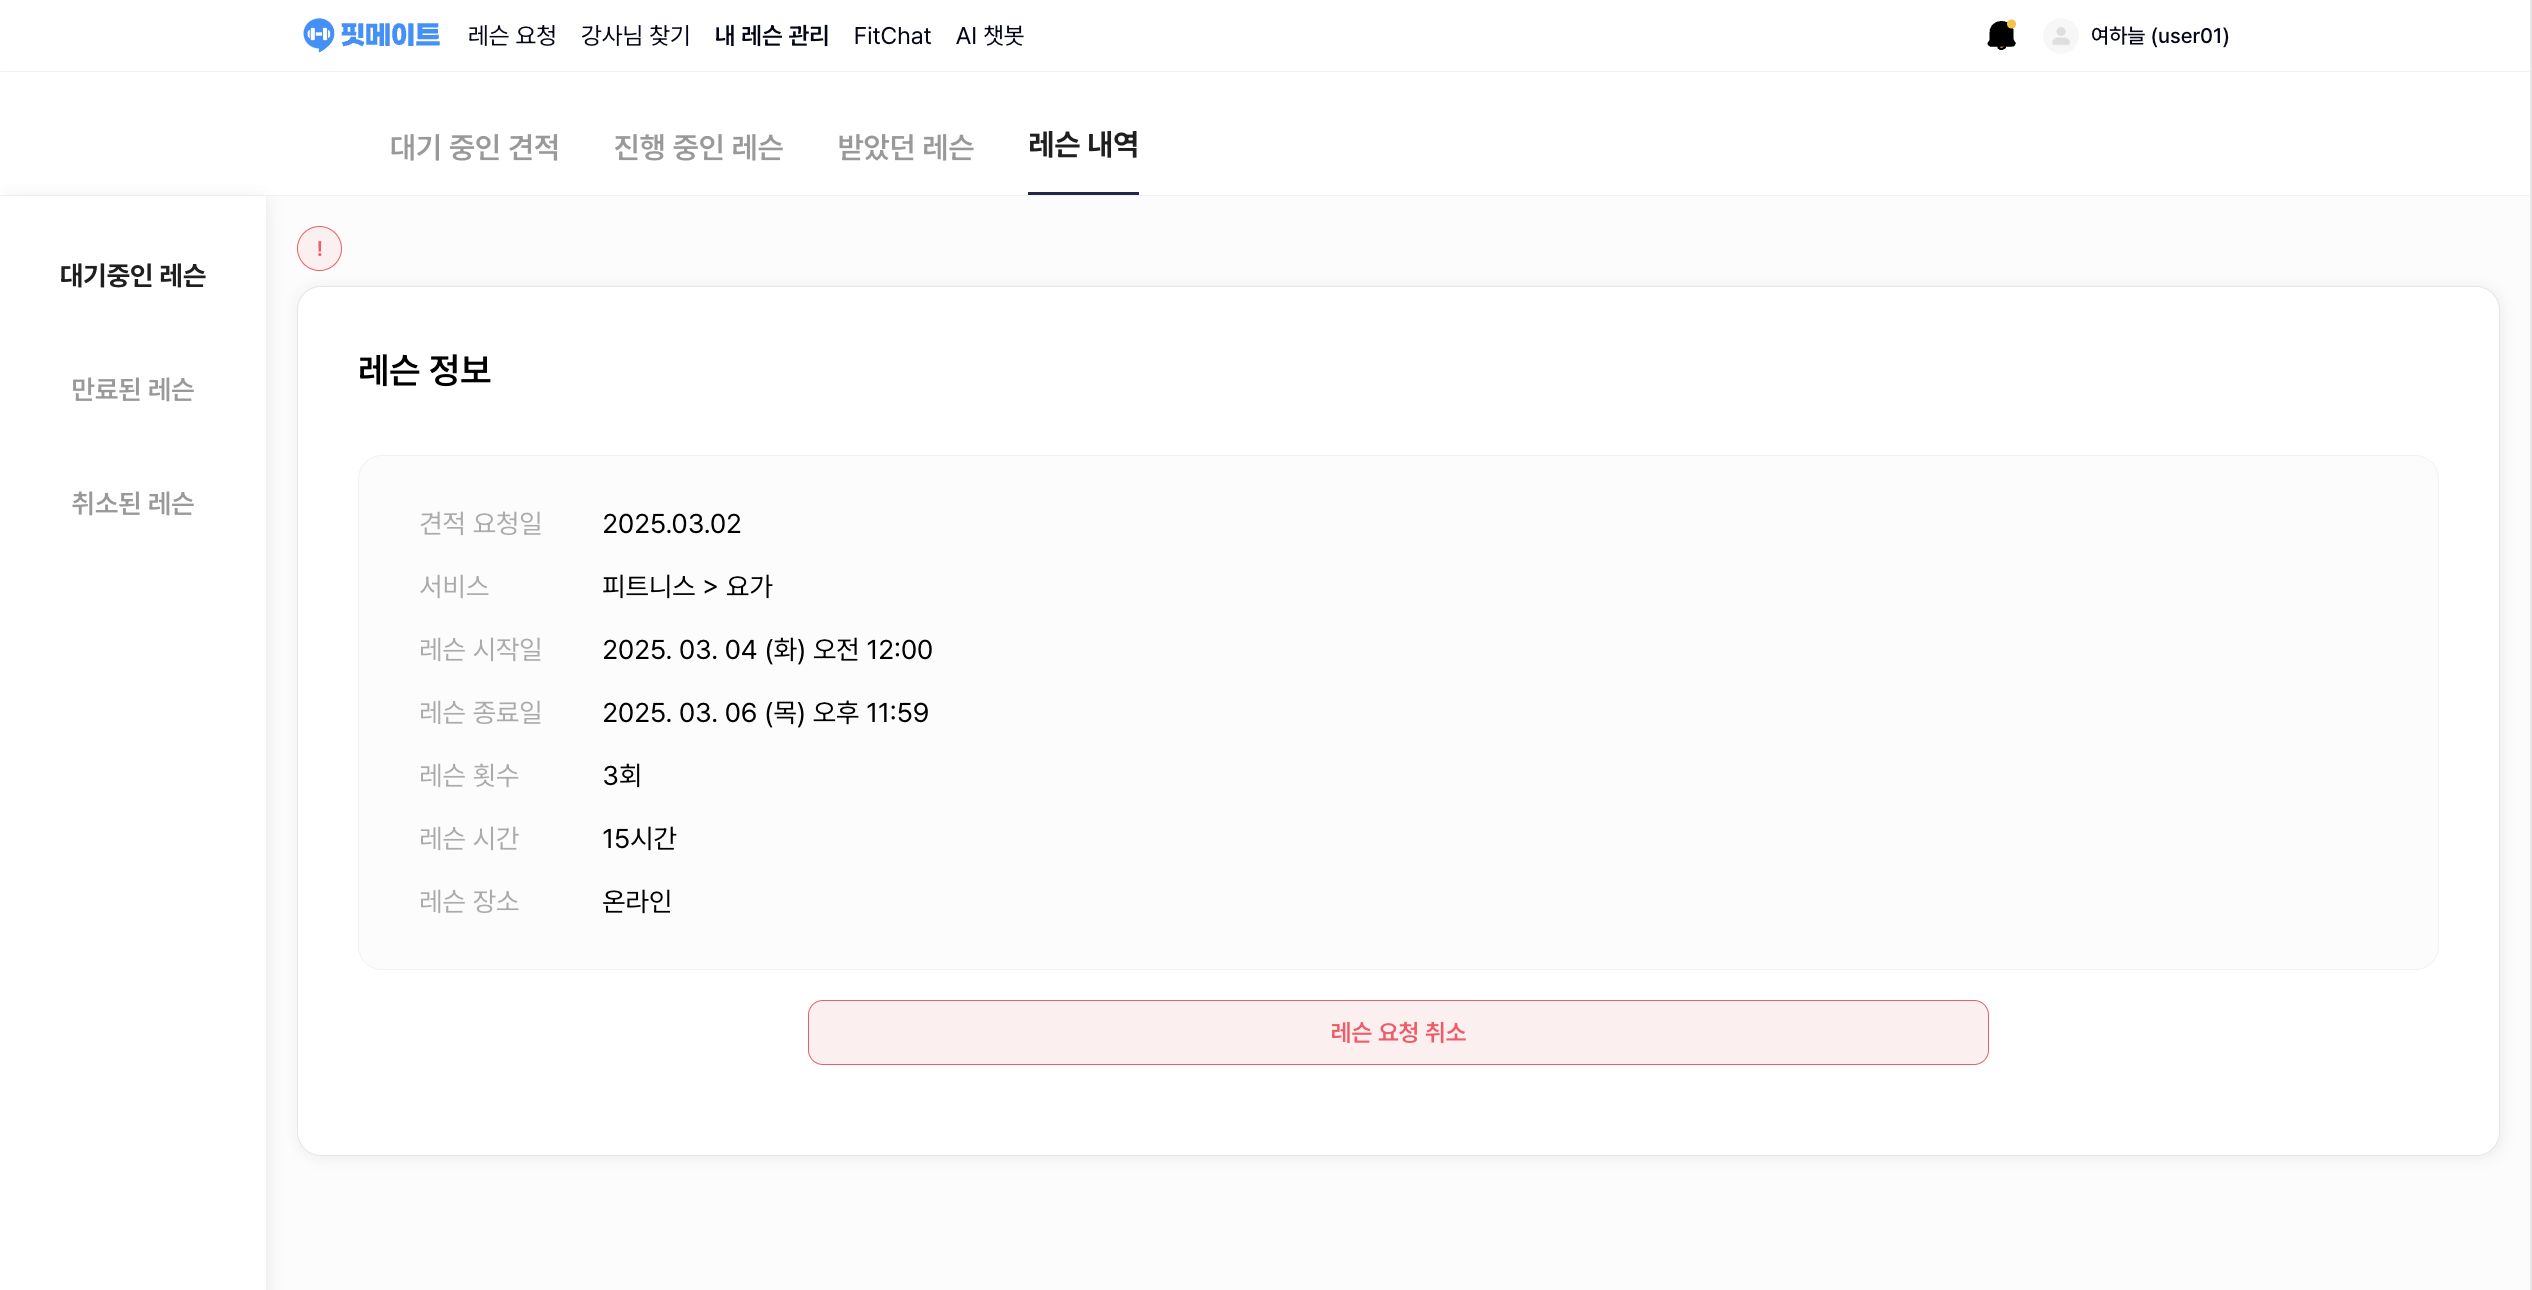 핏메이트 레슨 요청 강사님 찾기 내 레슨 관리 FitChat AI 챗봇 여하늘 (user01)
대기 중인 견적 진행 중인 레슨 받았던 레슨 레슨 내역
대기중인 레슨
만료된 레슨
취소된 레슨
!
레슨 정보
견적 요청일 2025.03.02
서비스 피트니스 > 요가
레슨 시작일 2025. 03. 04 (화) 오전 12:00
레슨 종료일 2025. 03. 06 (목) 오후 11:59
레슨 횟수 3회
레슨 시간 15시간
레슨 장소 온라인
레슨 요청 취소